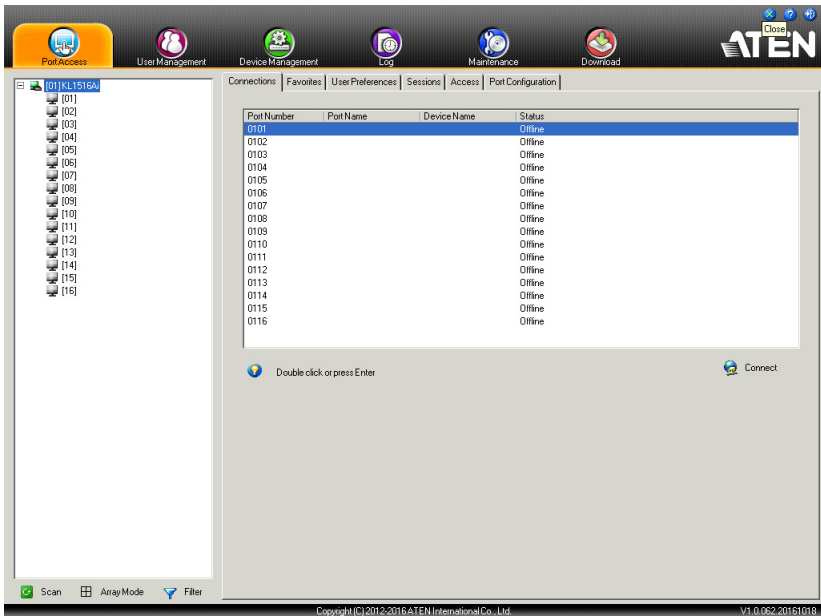 Close
ATEN
Port Access User Management Device Management Log Maintenance Download
[01]KL1516Ai
[01]
[02]
[03]
[04]
[05]
[06]
[07]
[08]
[09]
[10]
[11]
[12]
[13]
[14]
[15]
[16]
Connections Favorites User Preferences Sessions Access Port Configuration
Port Number Port Name Device Name Status
0101 Offline
0102 Offline
0103 Offline
0104 Offline
0105 Offline
0106 Offline
0107 Offline
0108 Offline
0109 Offline
0110 Offline
0111 Offline
0112 Offline
0113 Offline
0114 Offline
0115 Offline
0116 Offline
Double click or press Enter
Connect
Scan Array Mode Filter
Copyright (C) 2012-2016 ATEN International Co., Ltd. V1.0.062.20161018